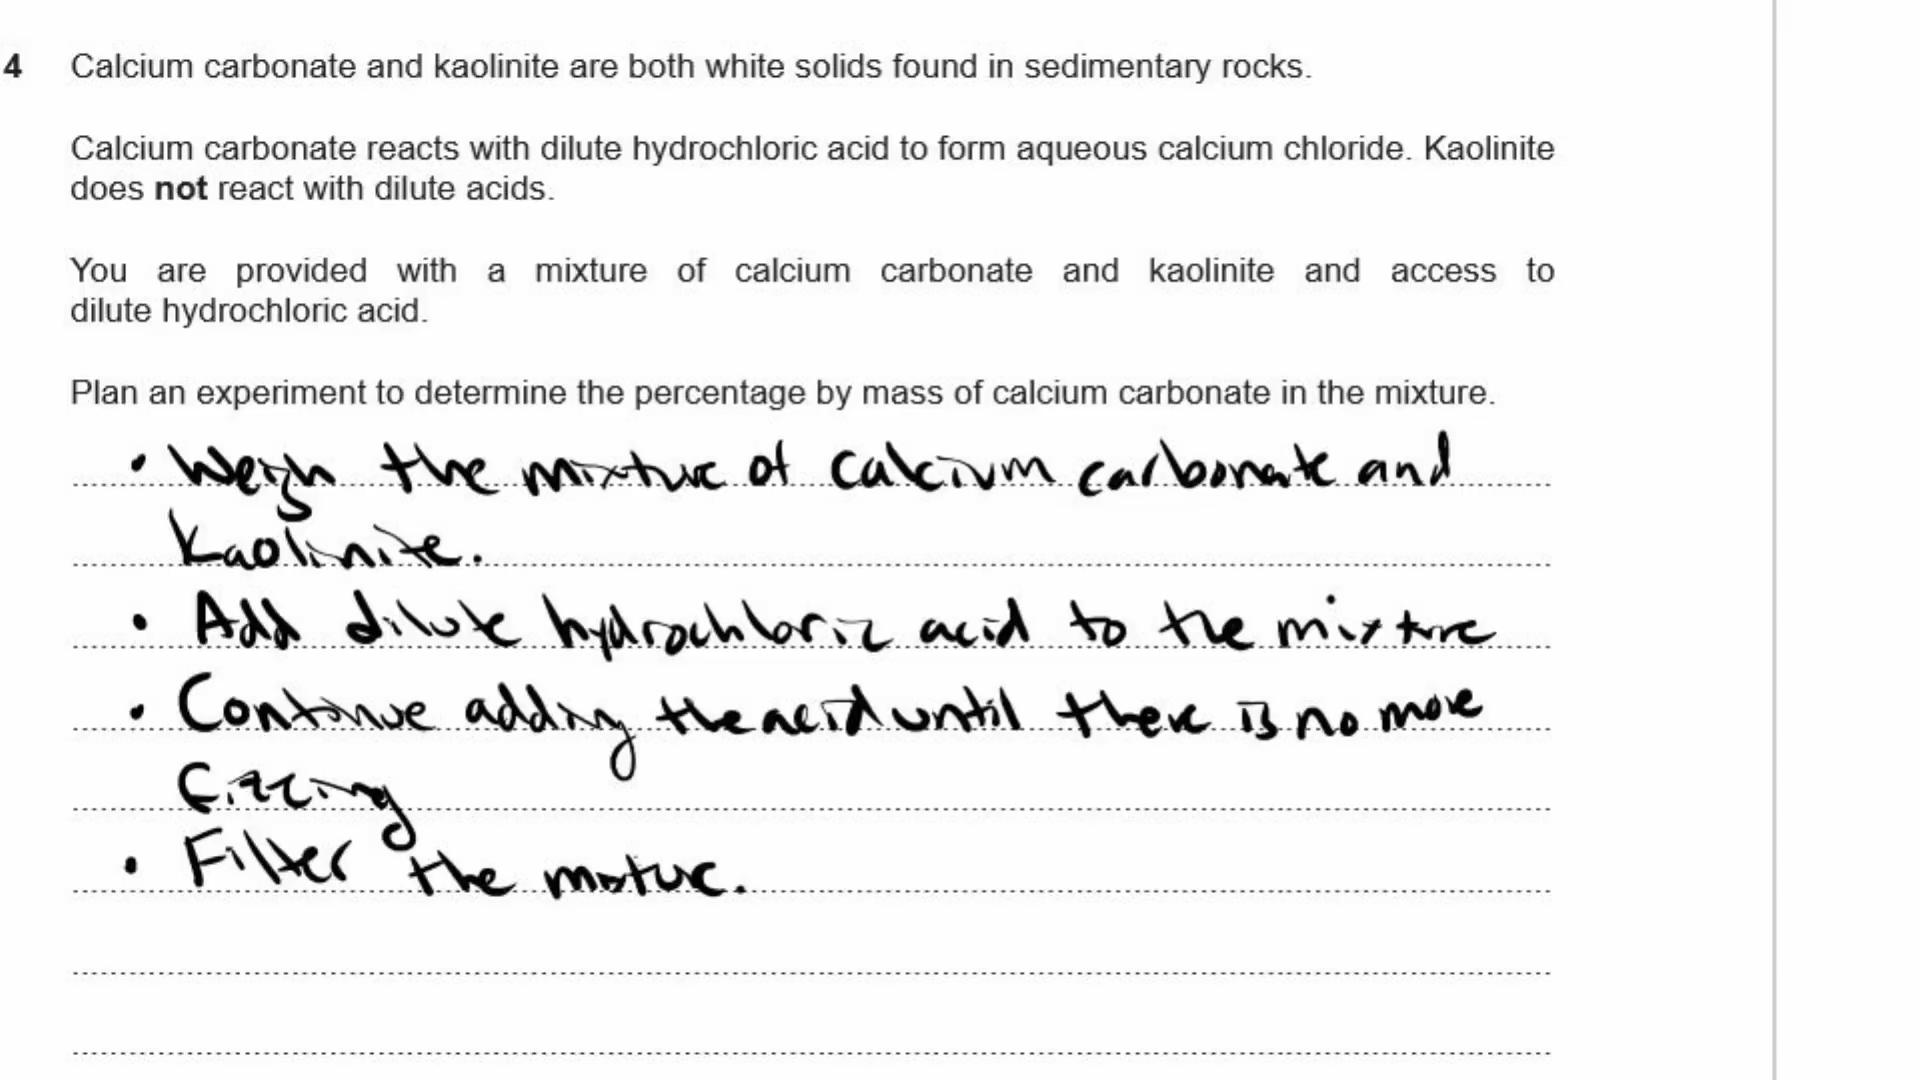 4 Calcium carbonate and kaolinite are both white solids found in sedimentary rocks.
Calcium carbonate reacts with dilute hydrochloric acid to form aqueous calcium chloride. Kaolinite
does not react with dilute acids.
You are provided with a mixture of calcium carbonate and kaolinite and access to
dilute hydrochloric acid.
Plan an experiment to determine the percentage by mass of calcium carbonate in the mixture.
• Weigh the mixture of calcium carbonate and
kaolinite.
• Add dilute hydrochloric acid to the mixture
• Continue adding the acid until there is no more
fizzing
• Filter the mixture.